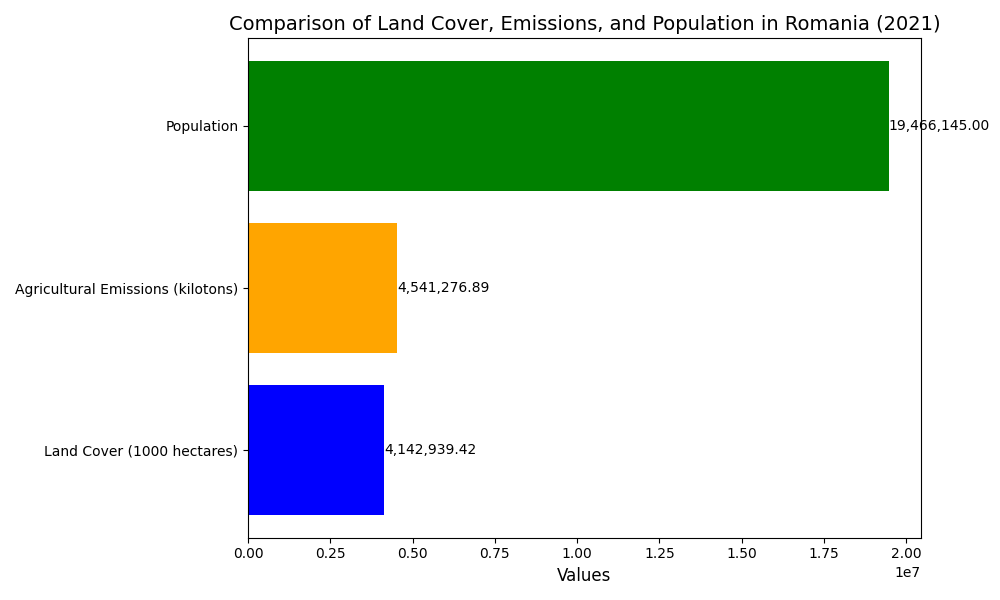 Comparison of Land Cover, Emissions, and Population in Romania (2021)
Population
19,466,145.00
Agricultural Emissions (kilotons)
4,541,276.89
Land Cover (1000 hectares)
4,142,939.42
0.00 0.25 0.50 0.75 1.00 1.25 1.50 1.75 2.00
1e7
Values